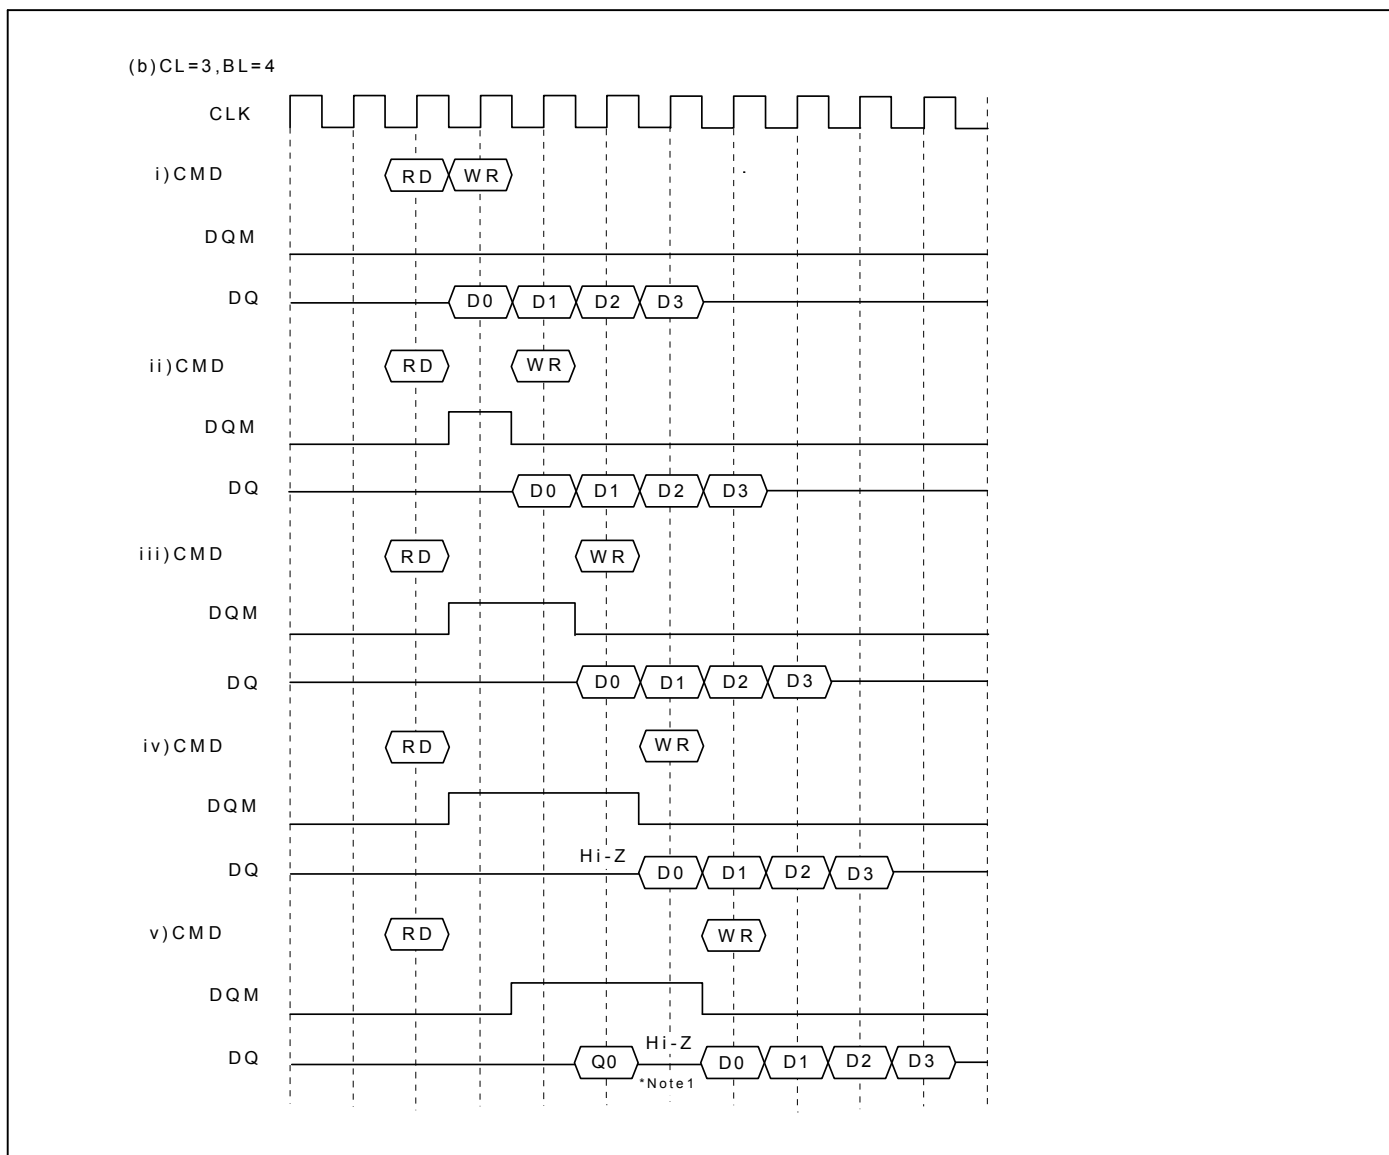 (b)CL=3,BL=4
CLK
i)CMD RD WR
DQM
DQ D0 D1 D2 D3
ii)CMD RD WR
DQM
DQ D0 D1 D2 D3
iii)CMD RD WR
DQM
DQ D0 D1 D2 D3
iv)CMD RD WR
DQM
DQ Hi-Z D0 D1 D2 D3
v)CMD RD WR
DQM
DQ Q0 Hi-Z D0 D1 D2 D3
*Note1